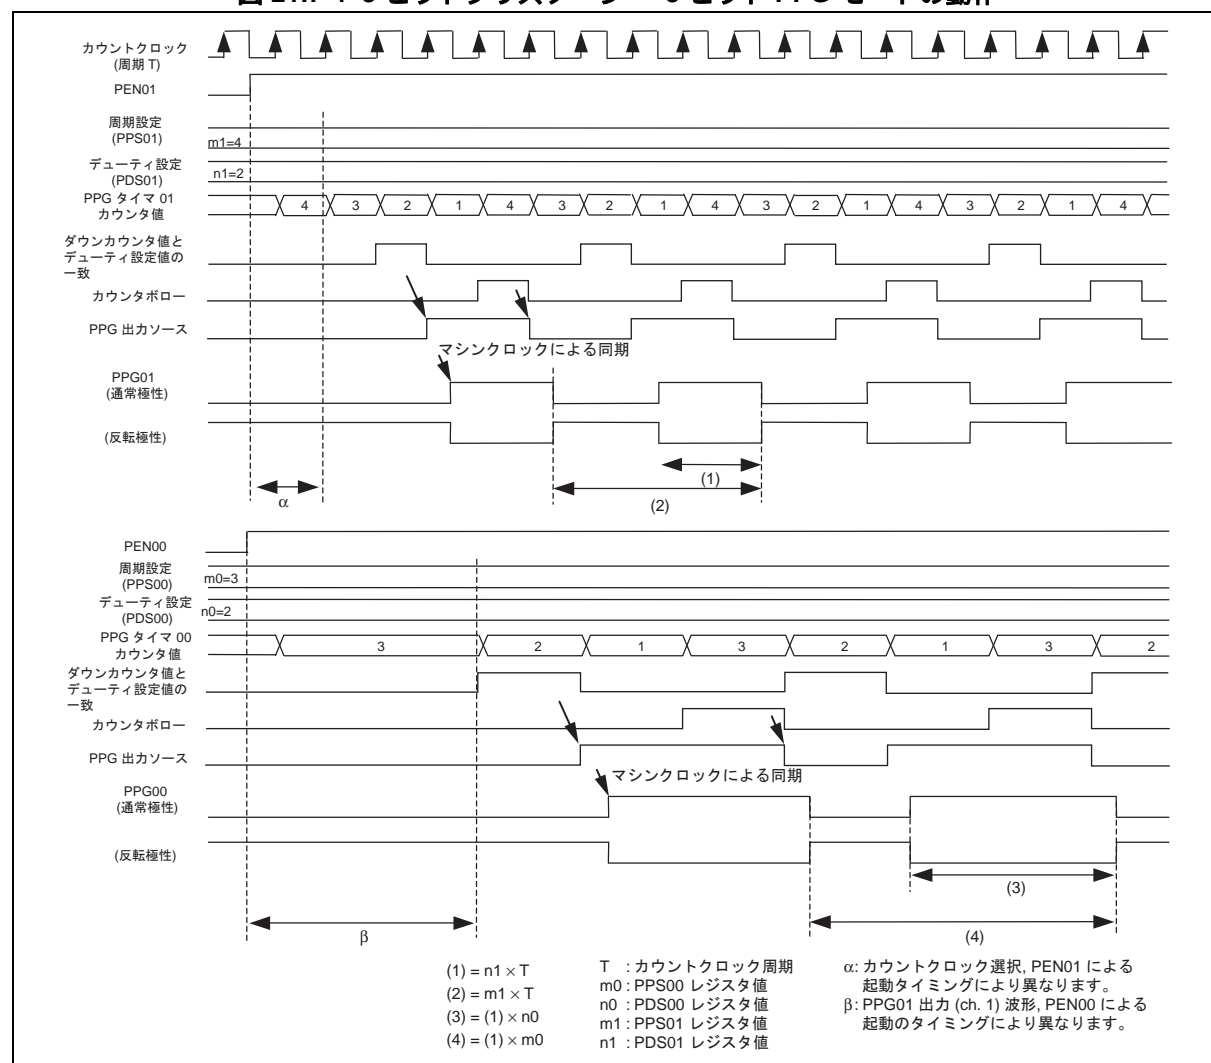 カウントクロック
(周期 T)
PEN01
周期設定
(PPS01)
m1=4
デューティ設定
(PDS01)
n1=2
PPG タイマ 01
カウンタ値
4 3 2 1 4 3 2 1 4 3 2 1 4 3 2 1 4
ダウンカウンタ値と
デューティ設定値の
一致
カウンタボロー
PPG 出力ソース
マシンクロックによる同期
PPG01
(通常極性)
(反転極性)
(1)
α
(2)
PEN00
周期設定
(PPS00)
m0=3
デューティ設定
(PDS00)
n0=2
PPG タイマ 00
カウンタ値
3 2 1 3 2 1 3 2
ダウンカウンタ値と
デューティ設定値の
一致
カウンタボロー
PPG 出力ソース
マシンクロックによる同期
PPG00
(通常極性)
(反転極性)
(3)
β
(4)
(1) = n1 × T
(2) = m1 × T
(3) = (1) × n0
(4) = (1) × m0
T : カウントクロック周期
m0 : PPS00 レジスタ値
n0 : PDS00 レジスタ値
m1 : PPS01 レジスタ値
n1 : PDS01 レジスタ値
α: カウントクロック選択, PEN01 による
起動タイミングにより異なります。
β: PPG01 出力 (ch. 1) 波形, PEN00 による
起動のタイミングにより異なります。